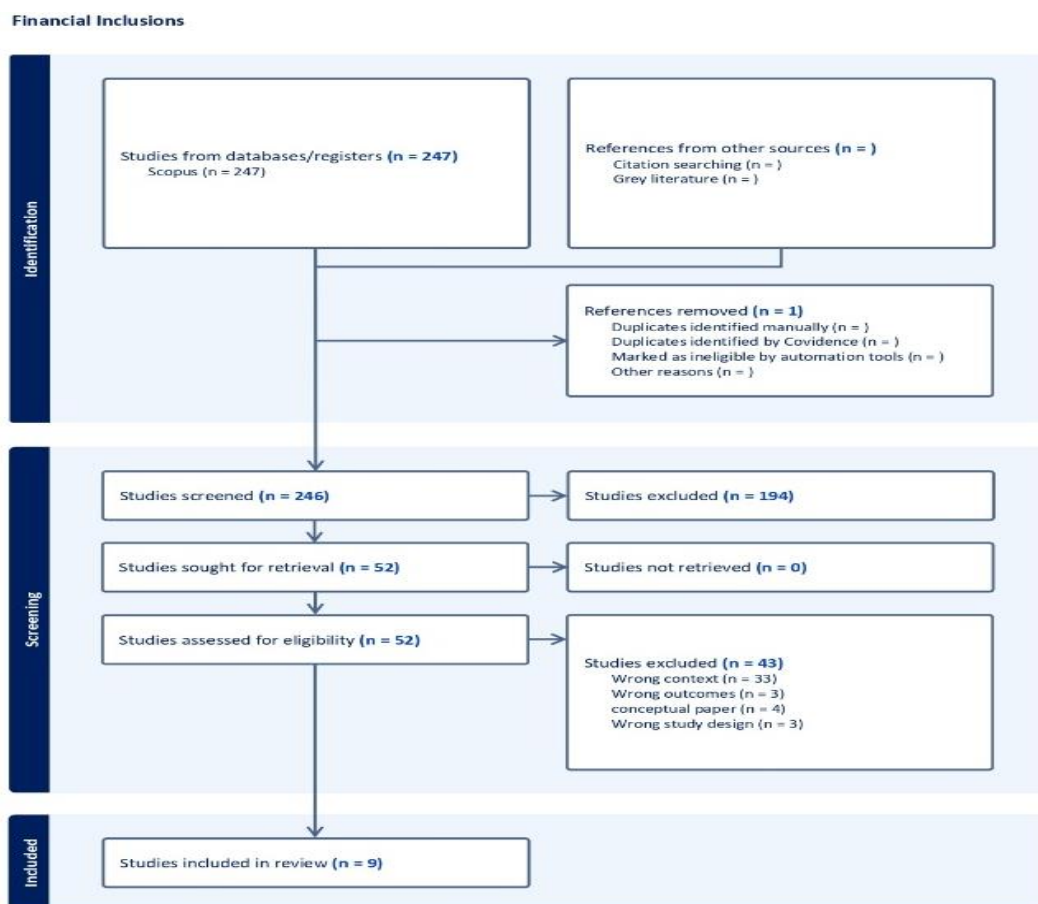 Financial Inclusions
Identification
Studies from databases/registers (n = 247)
Scopus (n = 247)
References from other sources (n = )
Citation searching (n = )
Grey literature (n = )
References removed (n = 1)
Duplicates identified manually (n = )
Duplicates identified by Covidence (n = )
Marked as ineligible by automation tools (n = )
Other reasons (n = )
Screening
Studies screened (n = 246)
Studies excluded (n = 194)
Studies sought for retrieval (n = 52)
Studies not retrieved (n = 0)
Studies assessed for eligibility (n = 52)
Studies excluded (n = 43)
Wrong context (n = 33)
Wrong outcomes (n = 3)
conceptual paper (n = 4)
Wrong study design (n = 3)
Included
Studies included in review (n = 9)